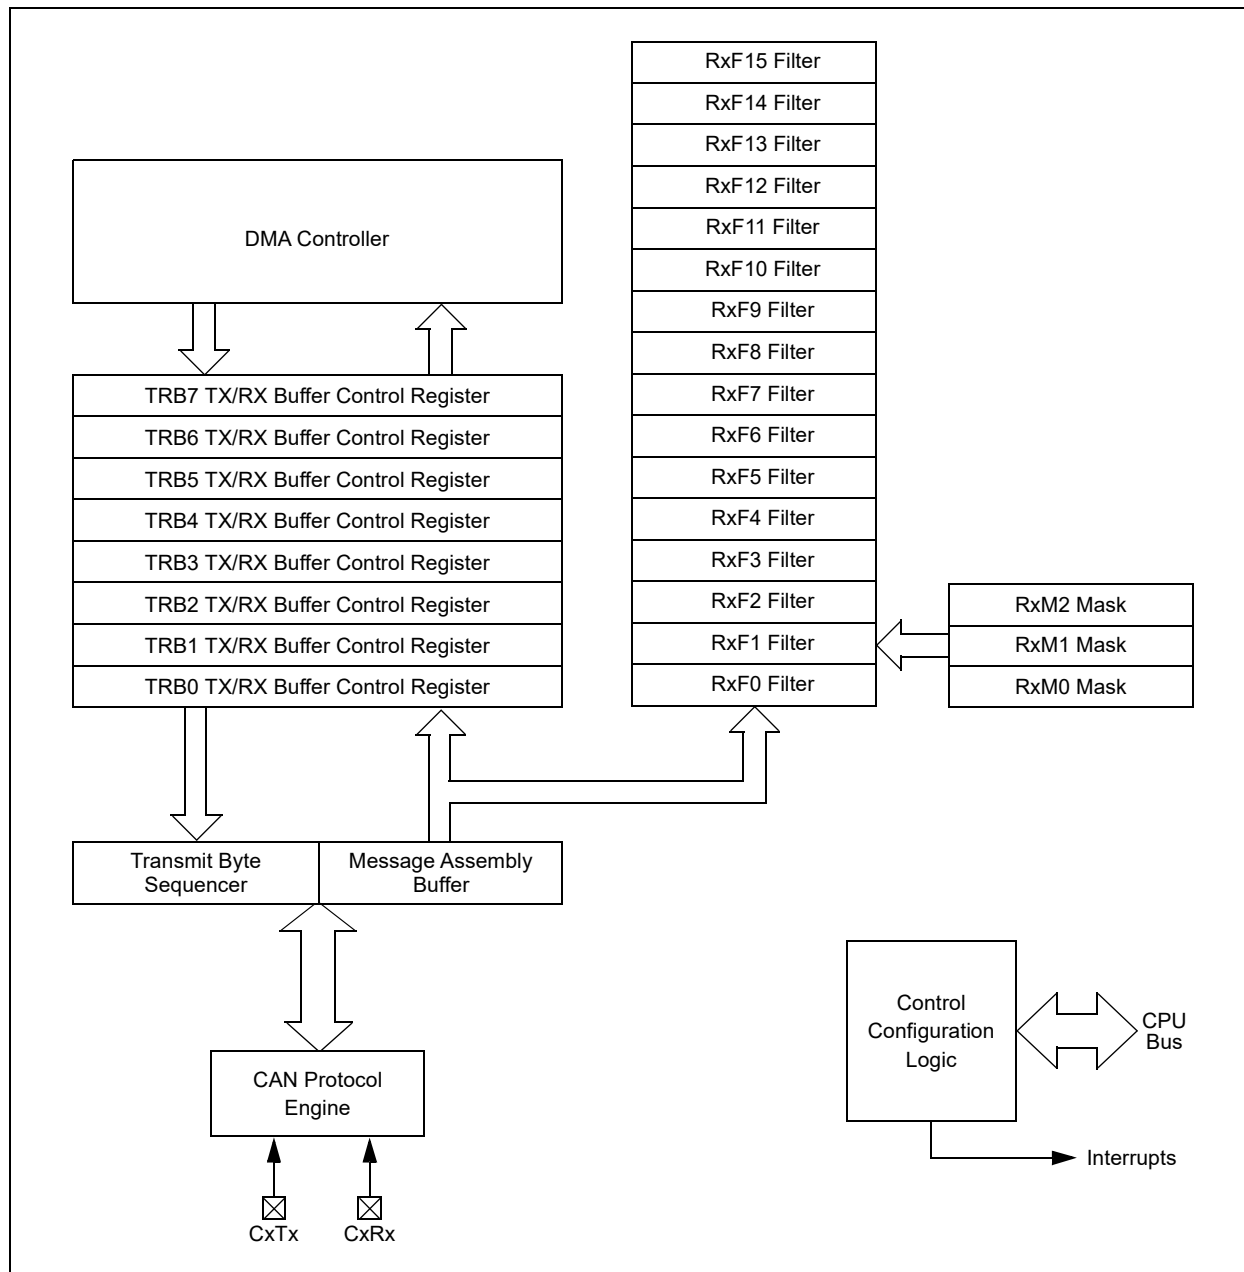 RxF15 Filter
RxF14 Filter
RxF13 Filter
RxF12 Filter
RxF11 Filter
RxF10 Filter
RxF9 Filter
RxF8 Filter
RxF7 Filter
RxF6 Filter
RxF5 Filter
RxF4 Filter
RxF3 Filter
RxF2 Filter
RxF1 Filter
RxF0 Filter
DMA Controller
TRB7 TX/RX Buffer Control Register
TRB6 TX/RX Buffer Control Register
TRB5 TX/RX Buffer Control Register
TRB4 TX/RX Buffer Control Register
TRB3 TX/RX Buffer Control Register
TRB2 TX/RX Buffer Control Register
TRB1 TX/RX Buffer Control Register
TRB0 TX/RX Buffer Control Register
RxM2 Mask
RxM1 Mask
RxM0 Mask
Transmit Byte
Sequencer
Message Assembly
Buffer
CAN Protocol
Engine
CxTx
CxRx
Control
Configuration
Logic
CPU
Bus
Interrupts